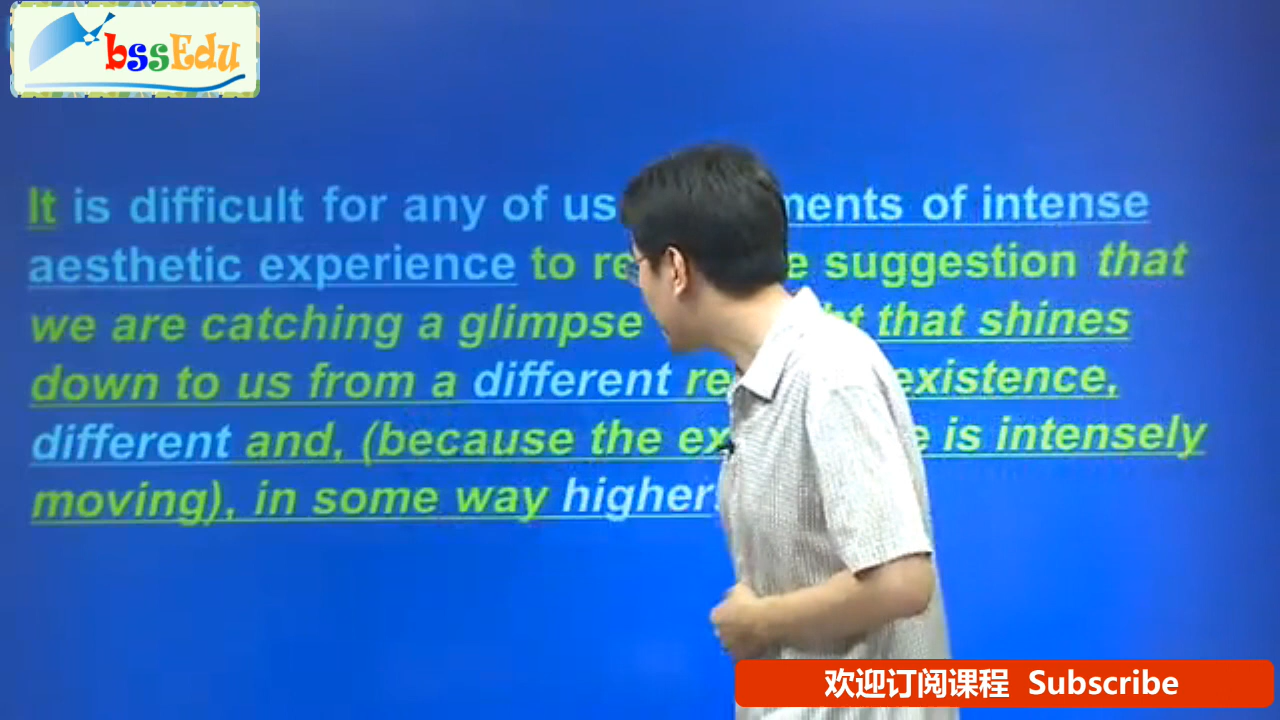 bssEdu
It is difficult for any of us ments of intense
aesthetic experience to re e suggestion that
we are catching a glimpse ht that shines
down to us from a different re existence,
different and, (because the ex e is intensely
moving), in some way higher
欢迎订阅课程 Subscribe